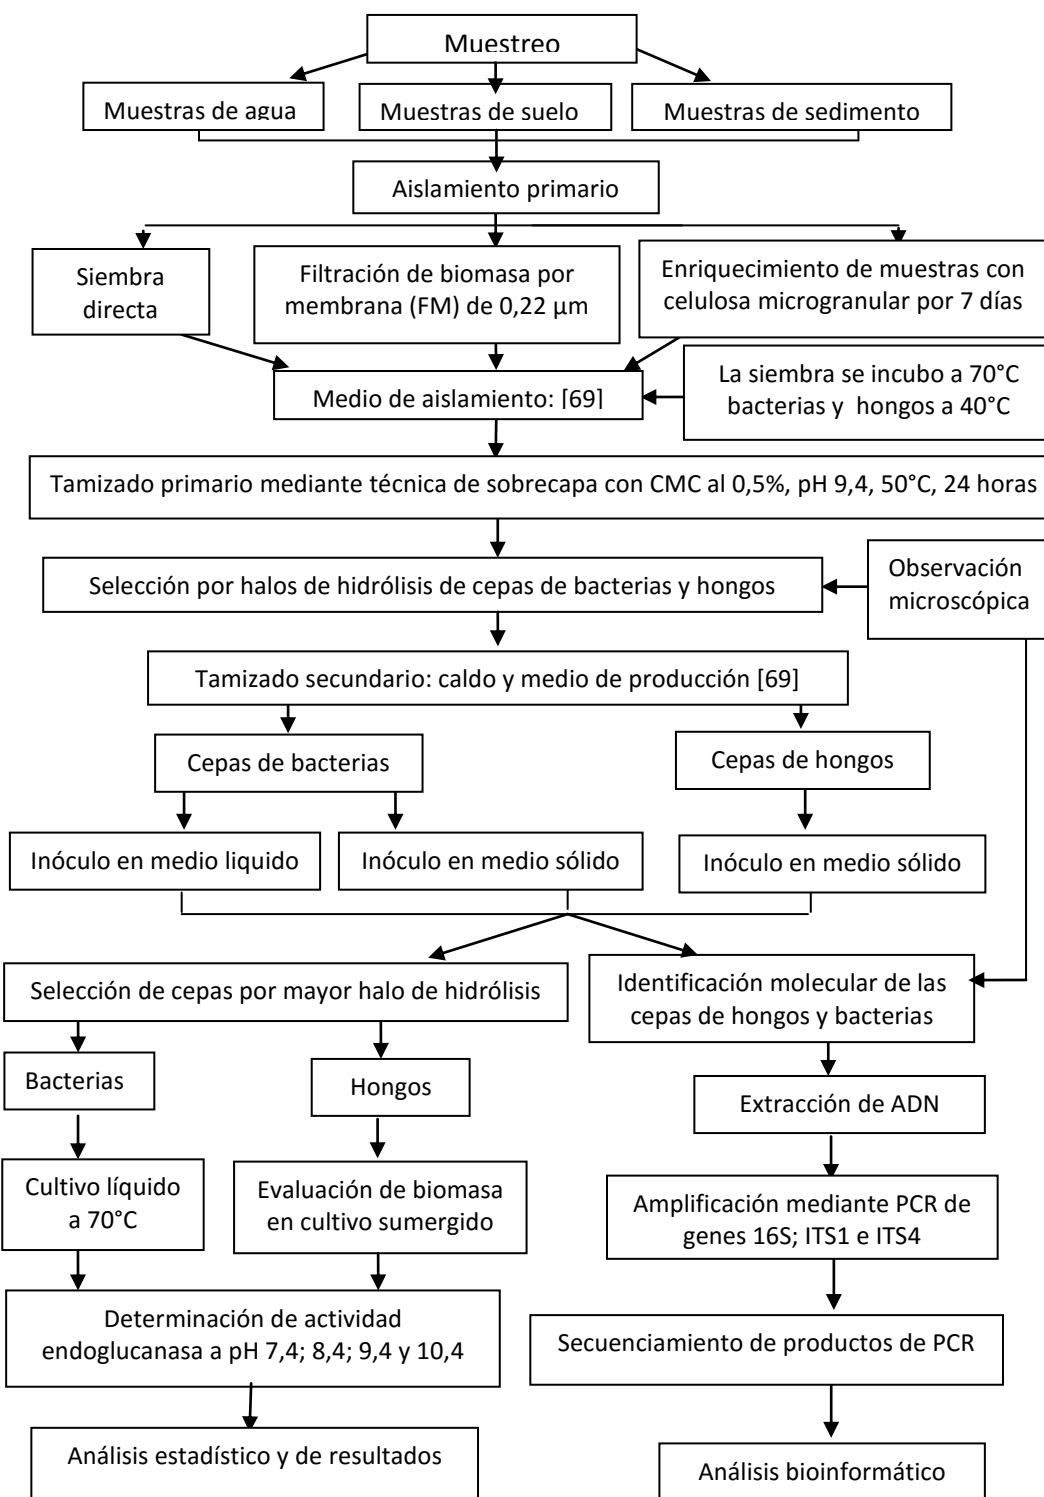 Muestreo
Muestras de agua
Muestras de suelo
Muestras de sedimento
Aislamiento primario
Siembra
directa
Filtración de biomasa por
membrana (FM) de 0,22 µm
Enriquecimiento de muestras con
celulosa microgranular por 7 días
Medio de aislamiento: [69]
La siembra se incubo a 70°C
bacterias y hongos a 40°C
Tamizado primario mediante técnica de sobrecapa con CMC al 0,5%, pH 9,4, 50°C, 24 horas
Selección por halos de hidrólisis de cepas de bacterias y hongos
Observación
microscópica
Tamizado secundario: caldo y medio de producción [69]
Cepas de bacterias
Cepas de hongos
Inóculo en medio liquido
Inóculo en medio sólido
Inóculo en medio sólido
Selección de cepas por mayor halo de hidrólisis
Identificación molecular de las
cepas de hongos y bacterias
Bacterias
Hongos
Extracción de ADN
Cultivo líquido
a 70°C
Evaluación de biomasa
en cultivo sumergido
Amplificación mediante PCR de
genes 16S; ITS1 e ITS4
Determinación de actividad
endoglucanasa a pH 7,4; 8,4; 9,4 y 10,4
Secuenciamiento de productos de PCR
Análisis estadístico y de resultados
Análisis bioinformático